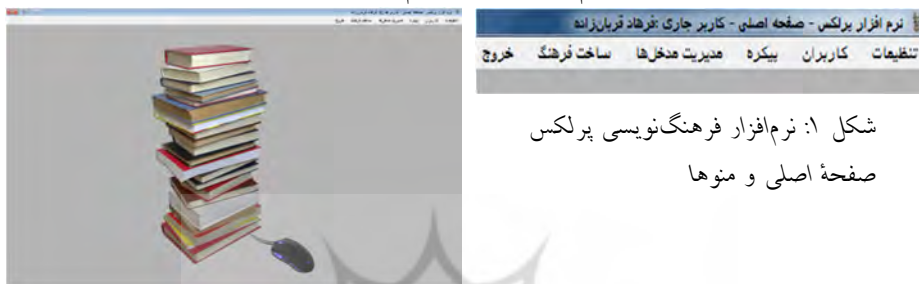 نرم افزار پرلکس - صفحه اصلی - کاربر جاری :فرهاد قربان‌زاده
تنظیمات کاربران پیکره مدیریت مدخل‌ها ساخت فرهنگ خروج
شکل ۱: نرم‌افزار فرهنگ‌نویسی پرلکس
صفحهٔ اصلی و منوها